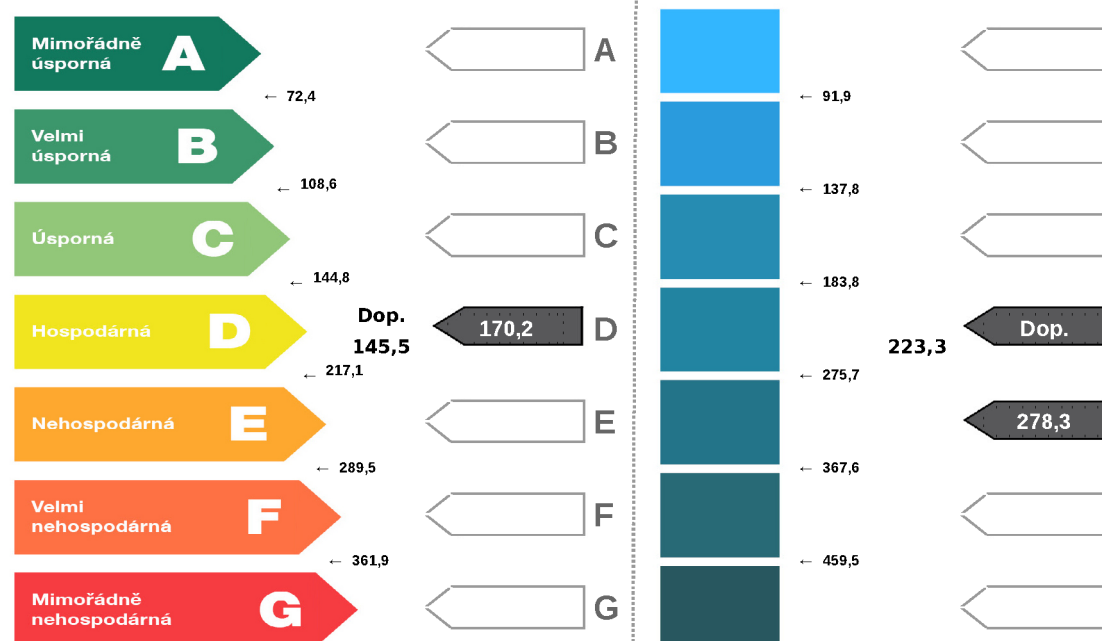 Mimořádně
úsporná
A
A
72,4
91,9
Velmi
úsporná
B
B
108,6
137,8
Úsporná
C
C
144,8
183,8
Hospodárná
D
Dop.
145,5
170,2
D
223,3
Dop.
217,1
275,7
Nehospodárná
E
E
278,3
289,5
367,6
Velmi
nehospodárná
F
F
361,9
459,5
Mimořádně
nehospodárná
G
G